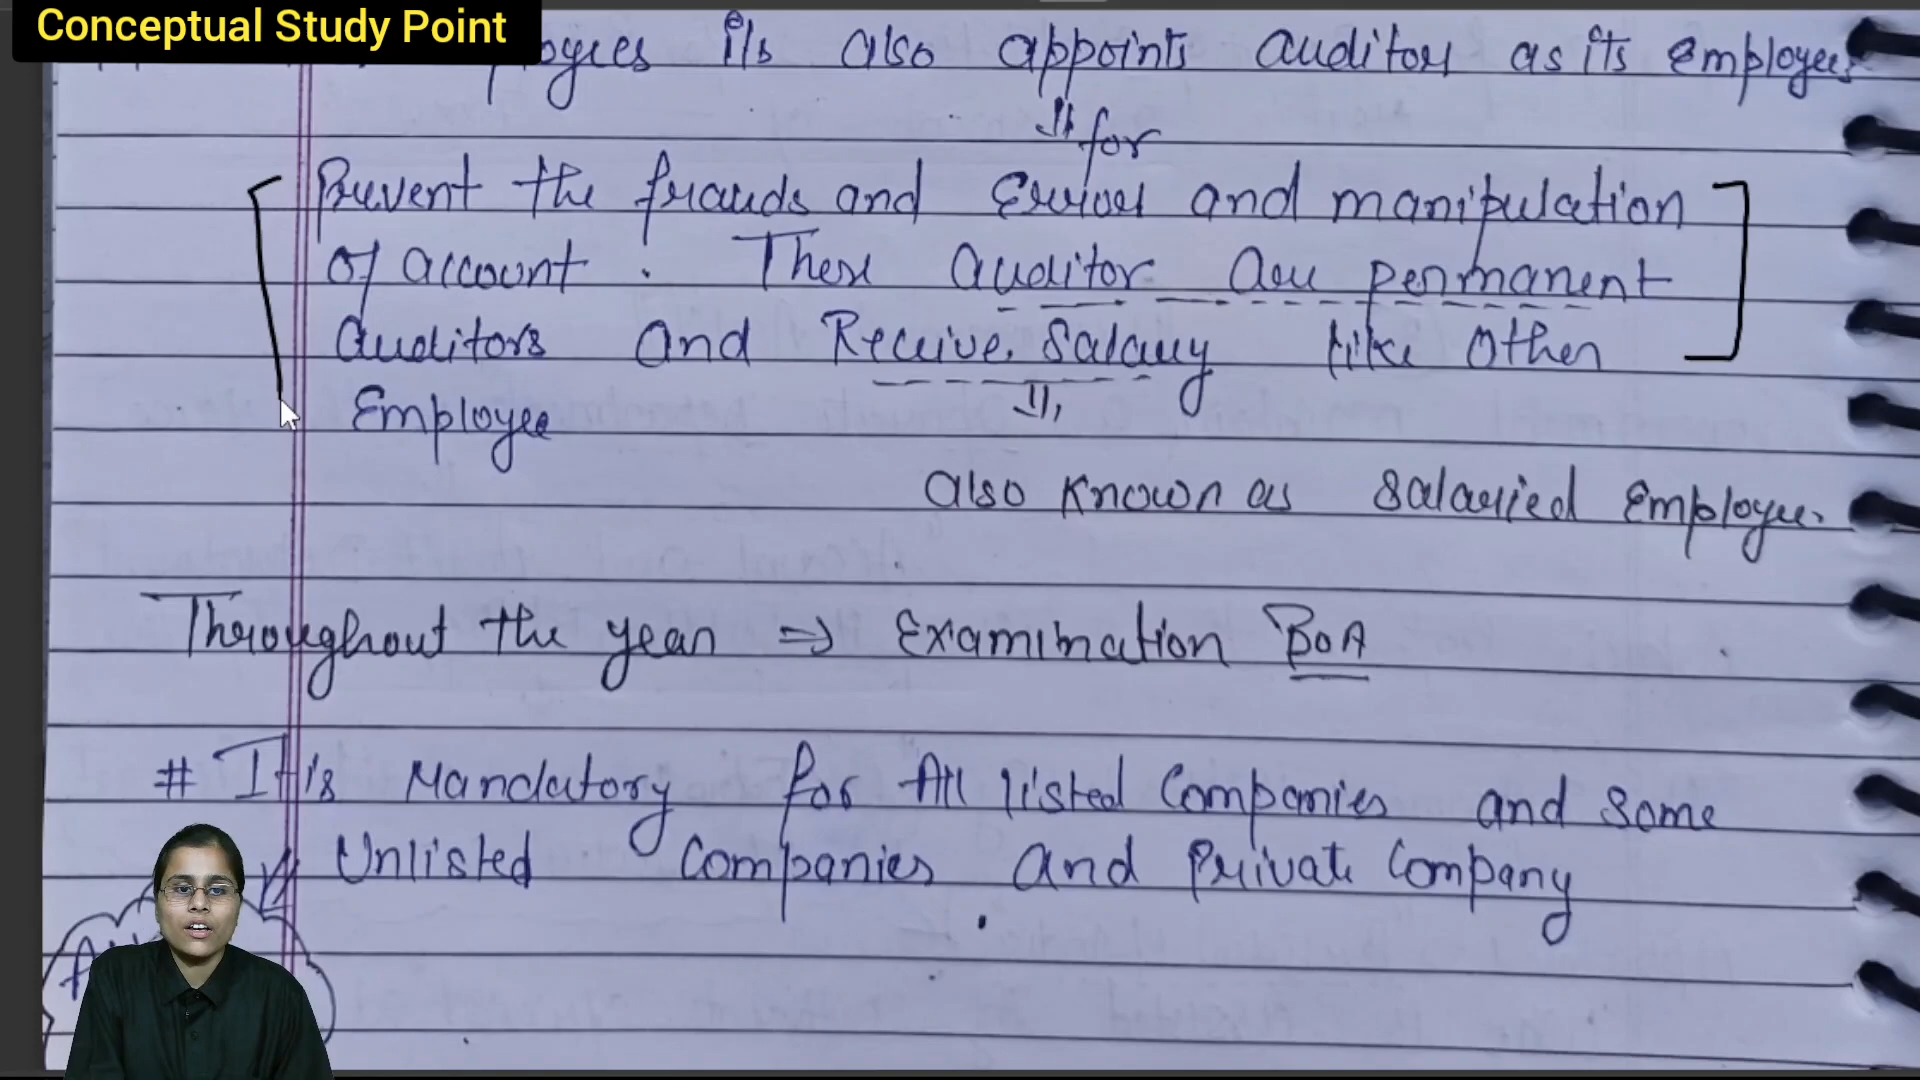 Conceptual Study Point
also appoints auditors as its Employees
for
Prevent the frauds and Errors and manipulation
of account. These auditor are permanent
auditors and Receive Salary like other
Employee
also known as salaried Employee.
Throughout the year ⇒ Examination BOA
# It is Mandatory for All listed Companies and some
Unlisted Companies and Private Company